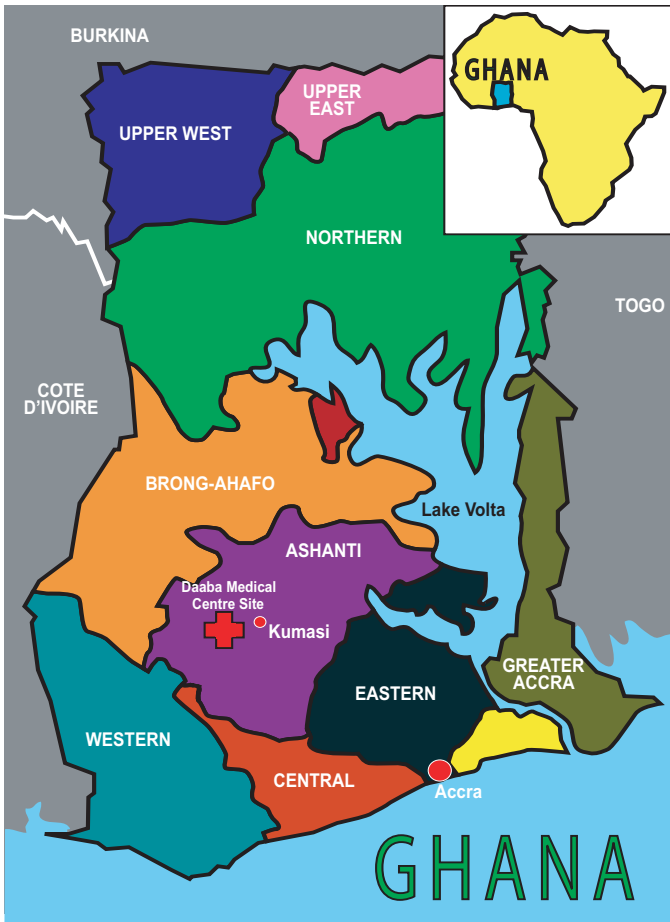 BURKINA
GHANA
UPPER
EAST
UPPER WEST
NORTHERN
TOGO
COTE
D'IVOIRE
BRONG-AHAFO
Lake Volta
ASHANTI
Daaba Medical
Centre Site
Kumasi
GREATER
ACCRA
EASTERN
WESTERN
CENTRAL
Accra
GHANA